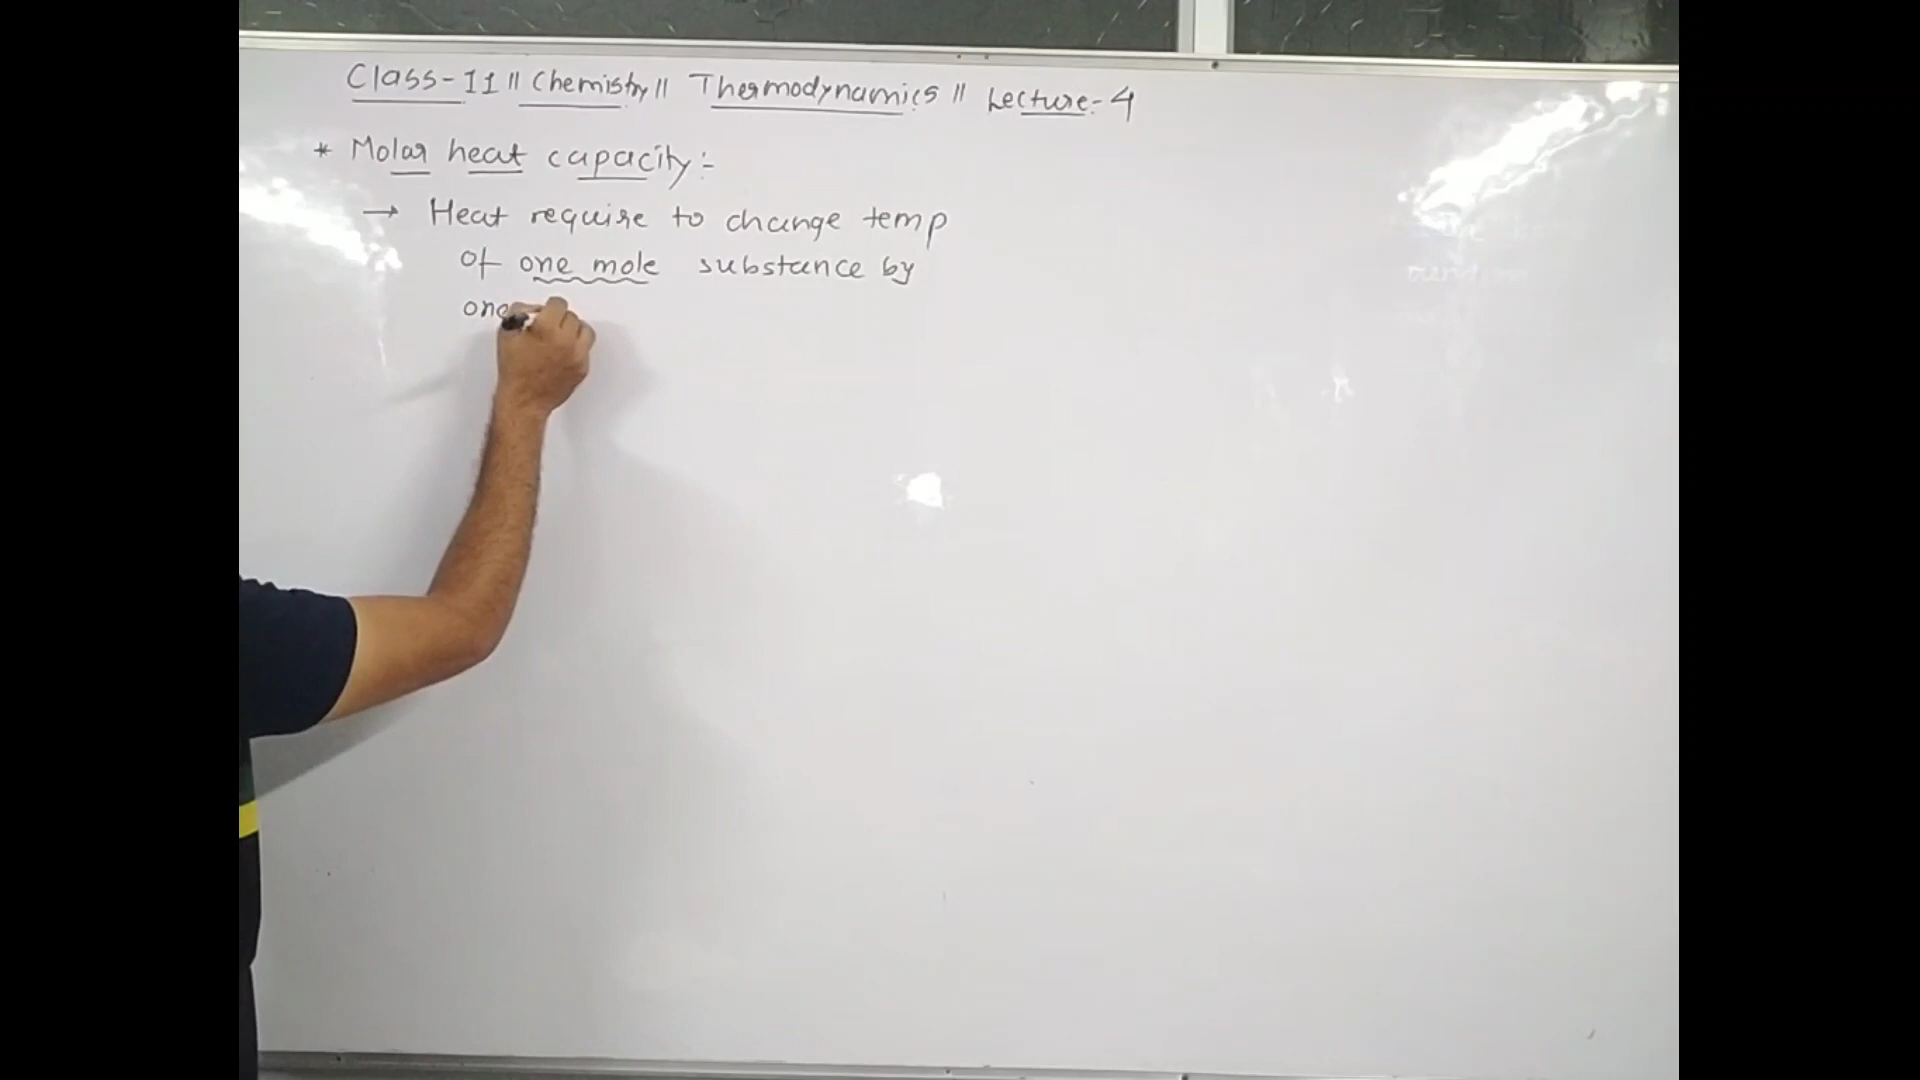 Class-11 || Chemistry || Thermodynamics || Lecture-4
* Molar heat capacity:-
→ Heat require to change temp
of one mole substance by
one